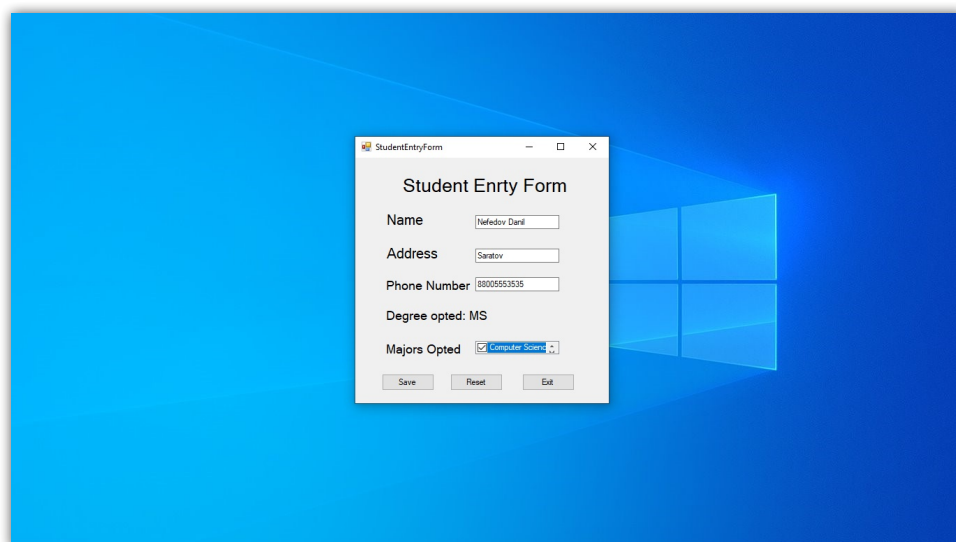 StudentEntryForm
Student Enrty Form
Name Nefedov Danil
Address Saratov
Phone Number 88005553535
Degree opted: MS
Majors Opted Computer Scienc
Save Reset Exit